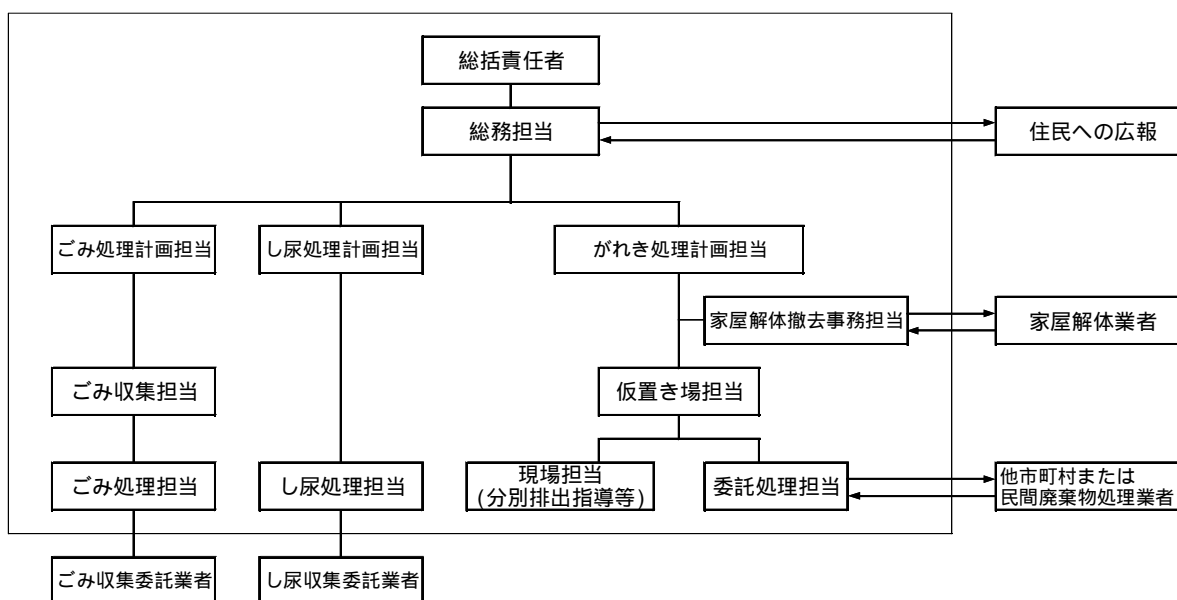 総括責任者
総務担当
住民への広報
ごみ処理計画担当
し尿処理計画担当
がれき処理計画担当
家屋解体撤去事務担当
家屋解体業者
ごみ収集担当
仮置き場担当
ごみ処理担当
し尿処理担当
現場担当
(分別排出指導等)
委託処理担当
他市町村または
民間廃棄物処理業者
ごみ収集委託業者
し尿収集委託業者